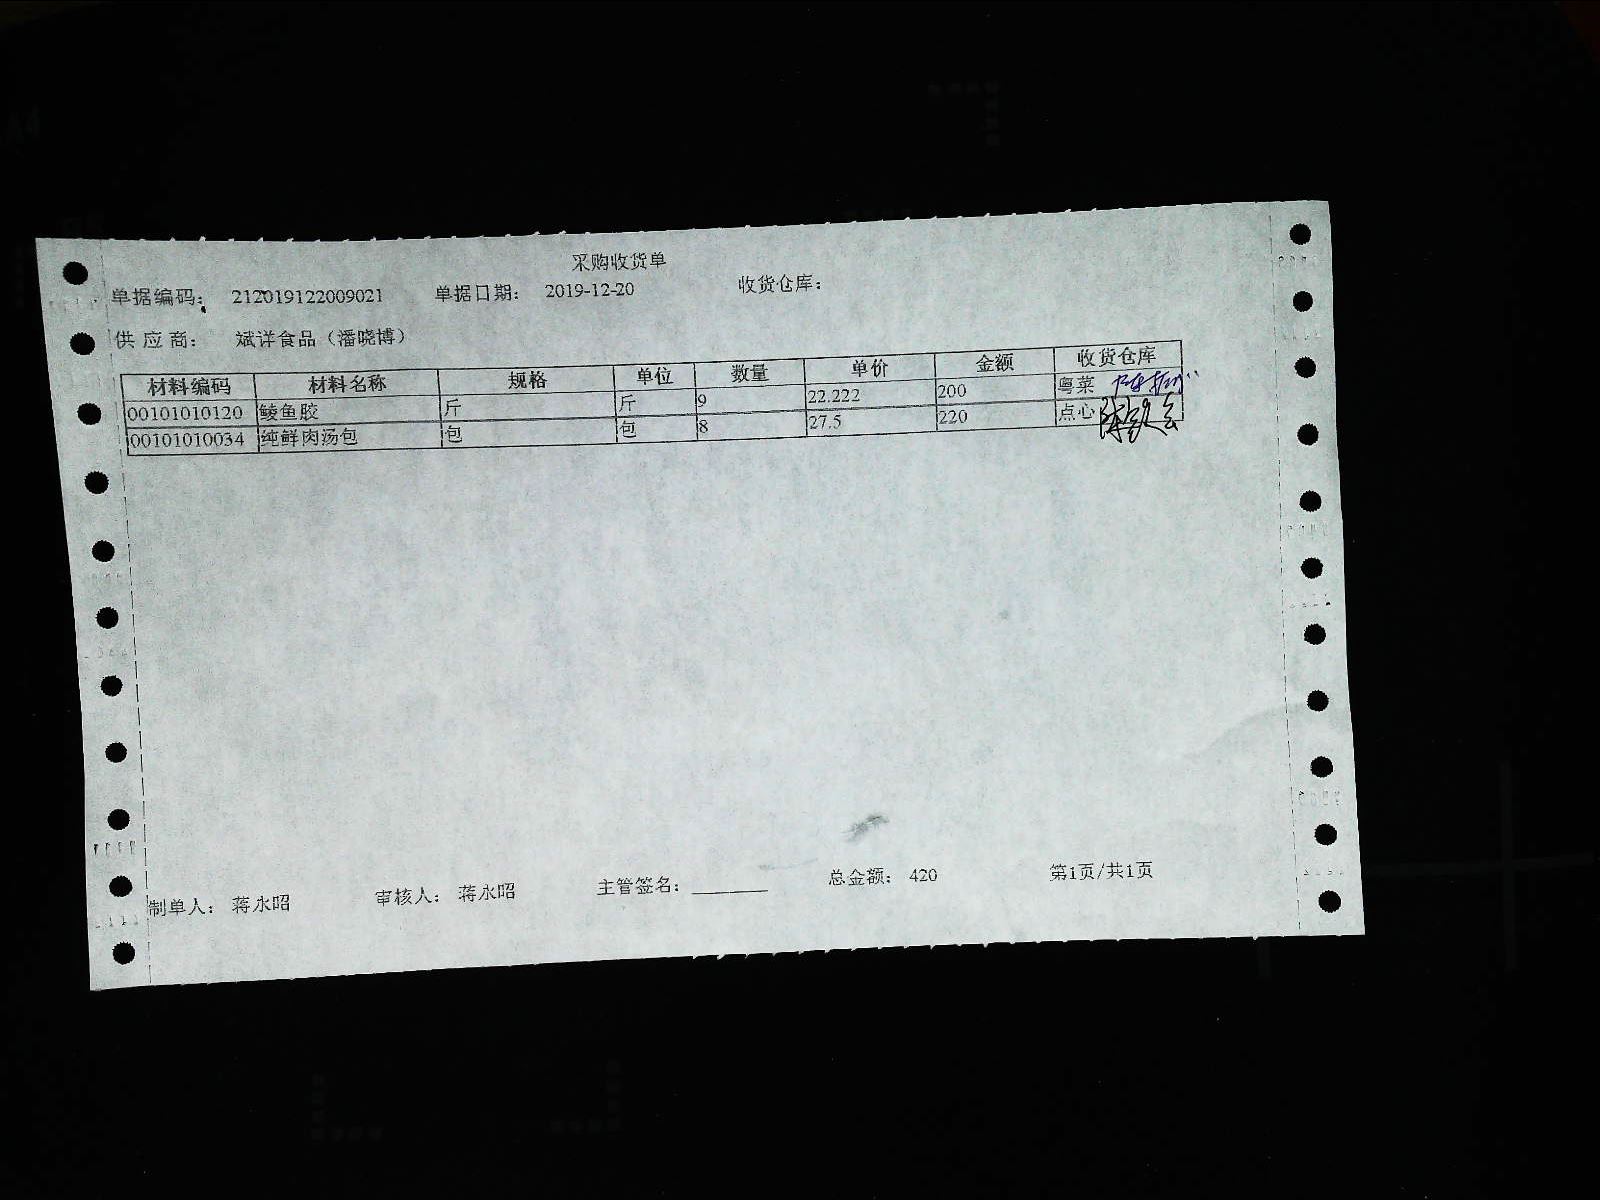 采购收货单
单据编码: 212019122009021 单据日期: 2019-12-20 收货仓库:
供应商: 斌详食品（潘晓博）
材料编码 材料名称 规格 单位 数量 单价 金额 收货仓库
00101010120 鲮鱼胶 斤 斤 9 22.222 200 粤菜
00101010034 纯鲜肉汤包 包 包 8 27.5 220 点心
制单人: 蒋永昭 审核人: 蒋永昭 主管签名: 总金额: 420 第1页/共1页